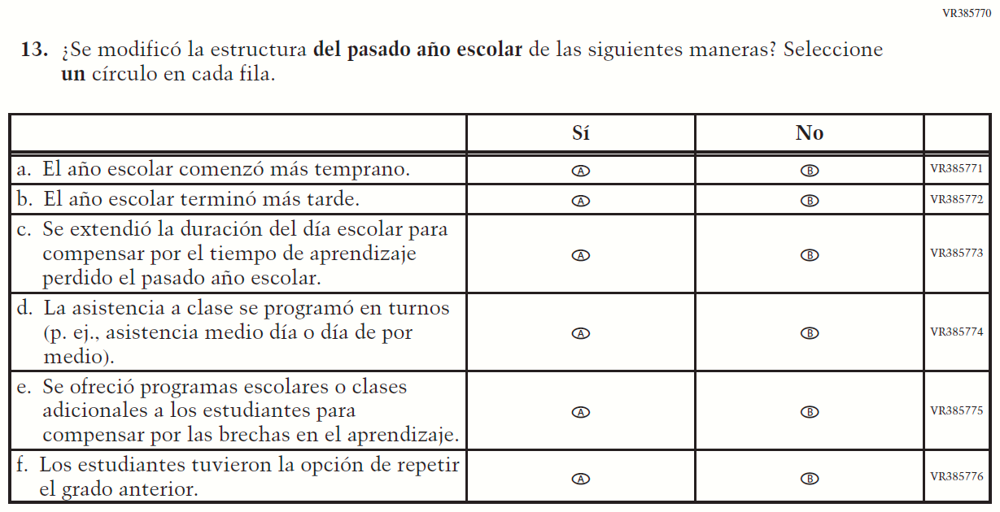 VR385770
13. ¿Se modificó la estructura del pasado año escolar de las siguientes maneras? Seleccione
un círculo en cada fila.
Sí No
a. El año escolar comenzó más temprano. A B VR385771
b. El año escolar terminó más tarde. A B VR385772
c. Se extendió la duración del día escolar para
compensar por el tiempo de aprendizaje
perdido el pasado año escolar.
A B VR385773
d. La asistencia a clase se programó en turnos
(p. ej., asistencia medio día o día de por
medio).
A B VR385774
e. Se ofreció programas escolares o clases
adicionales a los estudiantes para
compensar por las brechas en el aprendizaje.
A B VR385775
f. Los estudiantes tuvieron la opción de repetir
el grado anterior.
A B VR385776